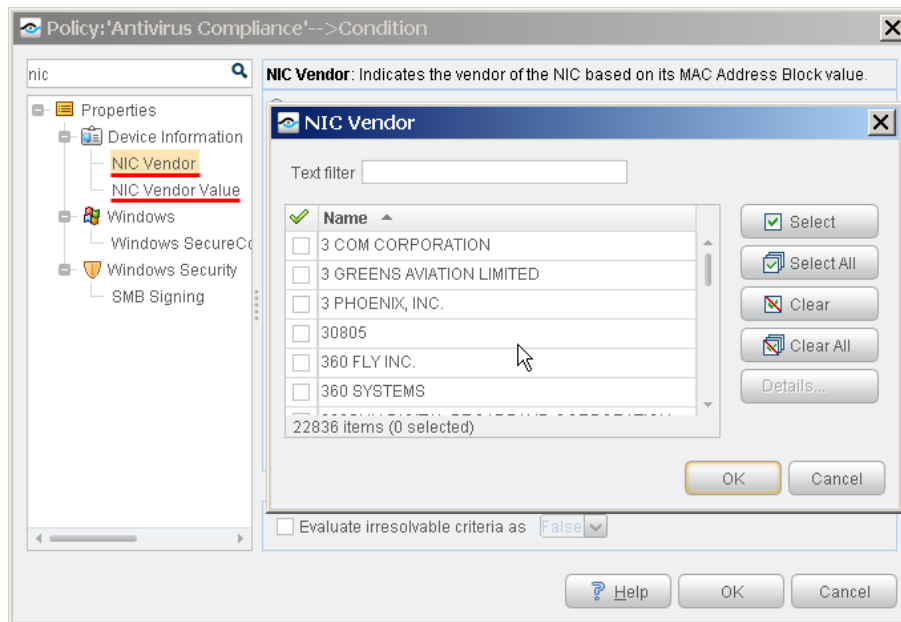 Policy:'Antivirus Compliance'-->Condition
nic
NIC Vendor: Indicates the vendor of the NIC based on its MAC Address Block value.
Properties
Device Information
NIC Vendor
NIC Vendor Value
Windows
Windows SecureCo
Windows Security
SMB Signing
NIC Vendor
Text filter
Name
3 COM CORPORATION
3 GREENS AVIATION LIMITED
3 PHOENIX, INC.
30805
360 FLY INC.
360 SYSTEMS
22836 items (0 selected)
Select
Select All
Clear
Clear All
Details...
OK
Cancel
Evaluate irresolvable criteria as False
Help
OK
Cancel